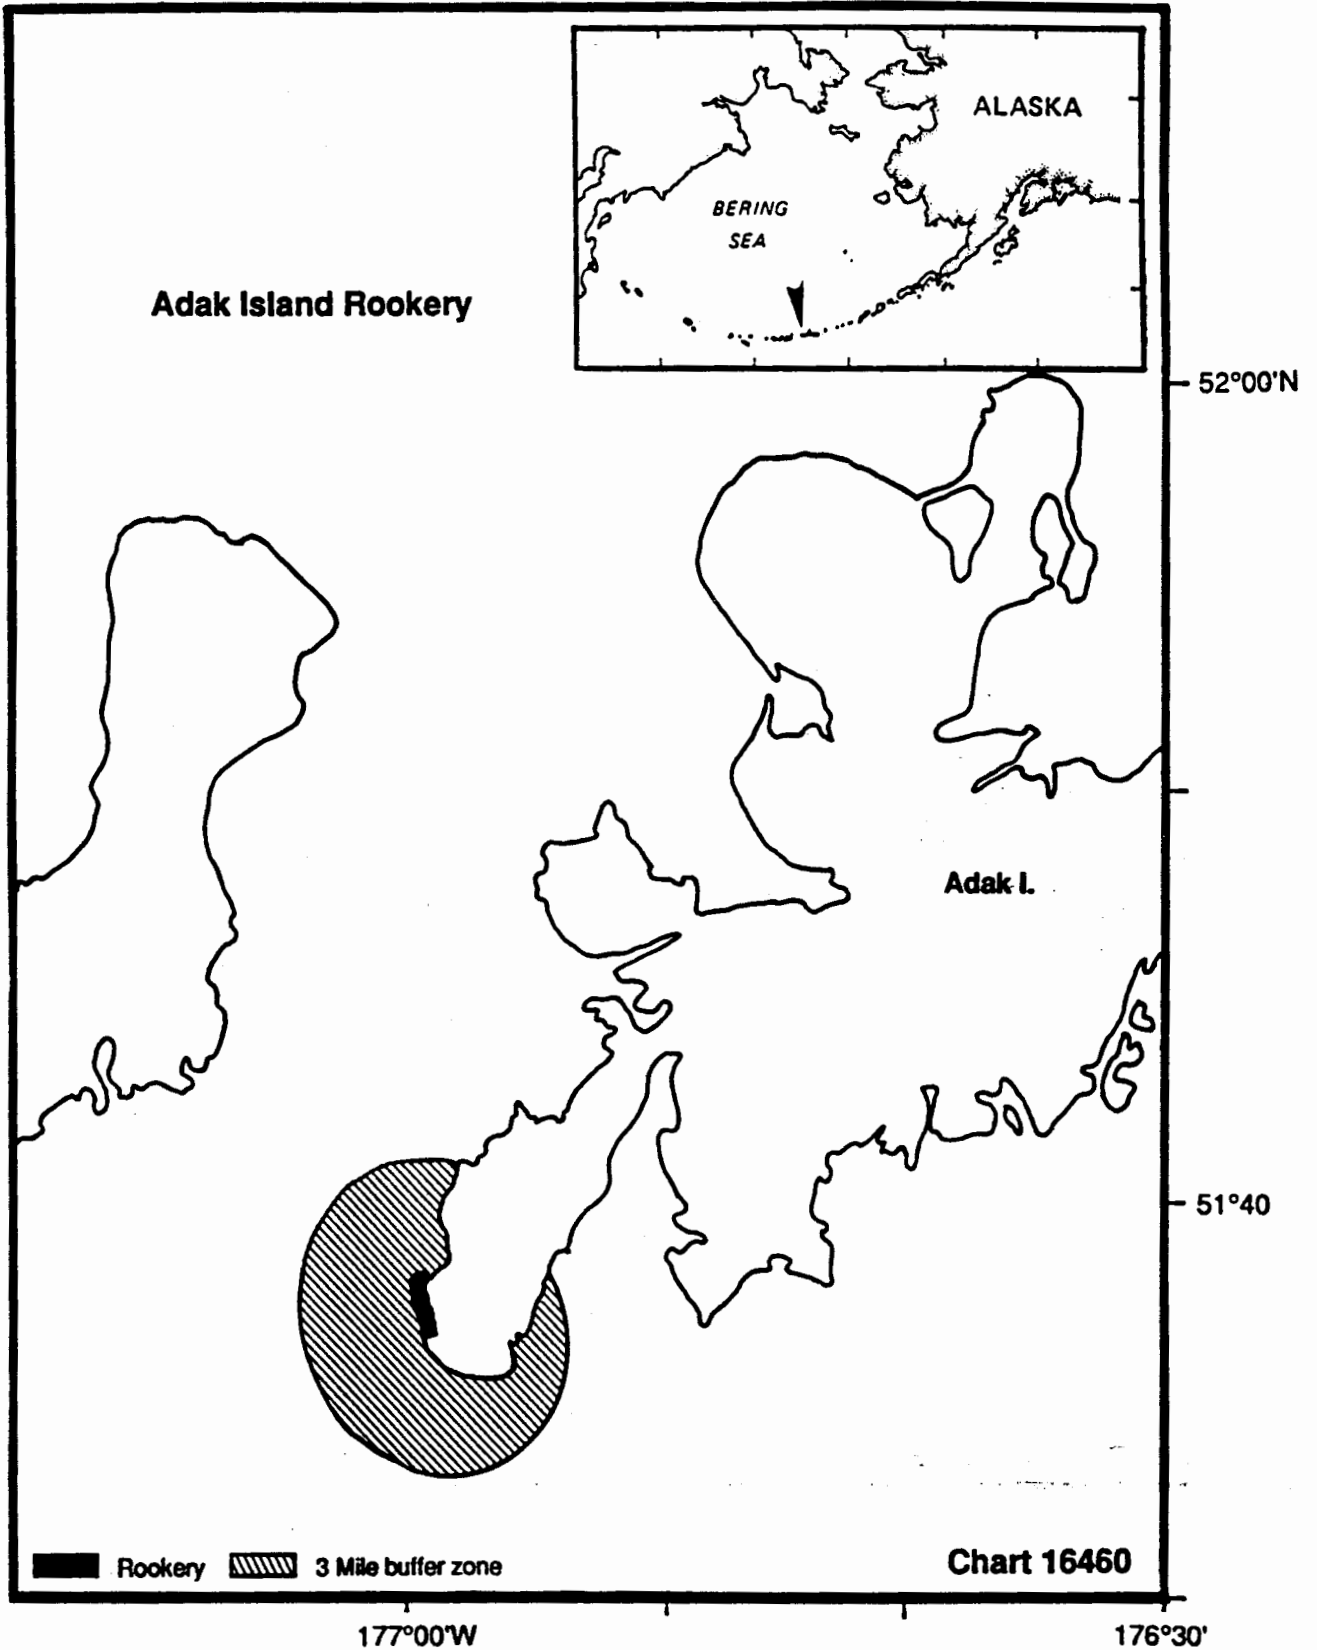 ALASKA
BERING
SEA
Adak Island Rookery
52°00'N
Adak I.
51°40
Rookery
3 Mile buffer zone
Chart 16460
177°00'W
176°30'